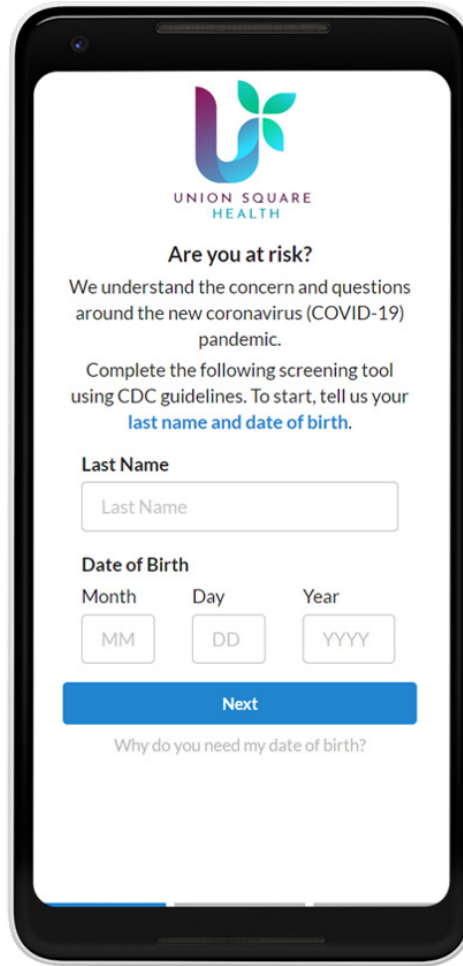 UNION SQUARE
HEALTH
Are you at risk?
We understand the concern and questions
around the new coronavirus (COVID-19)
pandemic.
Complete the following screening tool
using CDC guidelines. To start, tell us your
last name and date of birth.
Last Name
Last Name
Date of Birth
Month Day Year
MM DD YYYY
Next
Why do you need my date of birth?